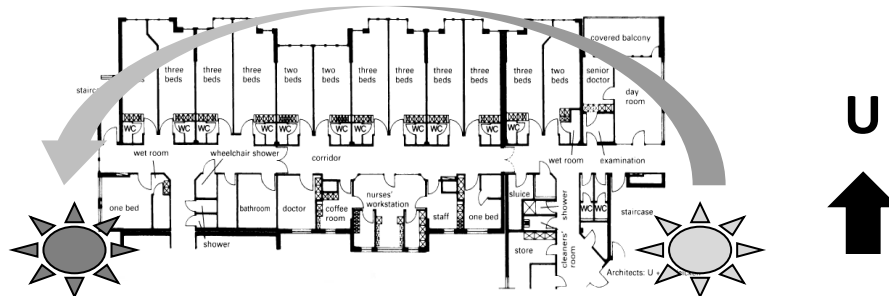 covered balcony
U
beds
three
beds
three
beds
three
beds
two
beds
two
beds
three
beds
three
beds
three
beds
three
beds
three
beds
two
beds
senior
doctor
day
room
WC
WC
WC
WC
WC
WC
WC
WC
WC
WC
WC
wet room
wheelchair shower
corridor
wet room
examination
one bed
bathroom
doctor
coffee
room
nurses'
workstation
staff
one bed
sluice
shower
WC
WC
staircase
shower
store
cleaners'
room
Architects: U +